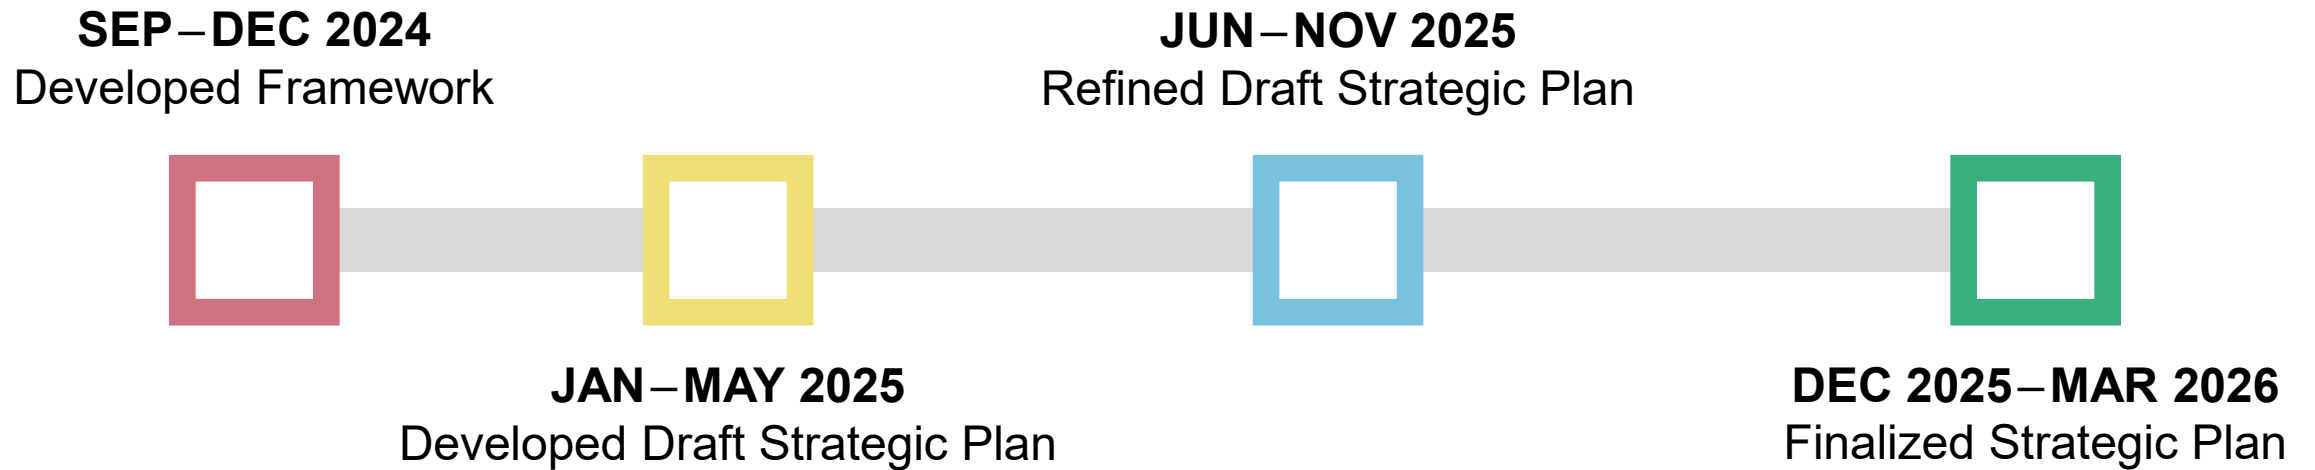 SEP–DEC 2024
Developed Framework
JAN–MAY 2025
Developed Draft Strategic Plan
JUN–NOV 2025
Refined Draft Strategic Plan
DEC 2025–MAR 2026
Finalized Strategic Plan